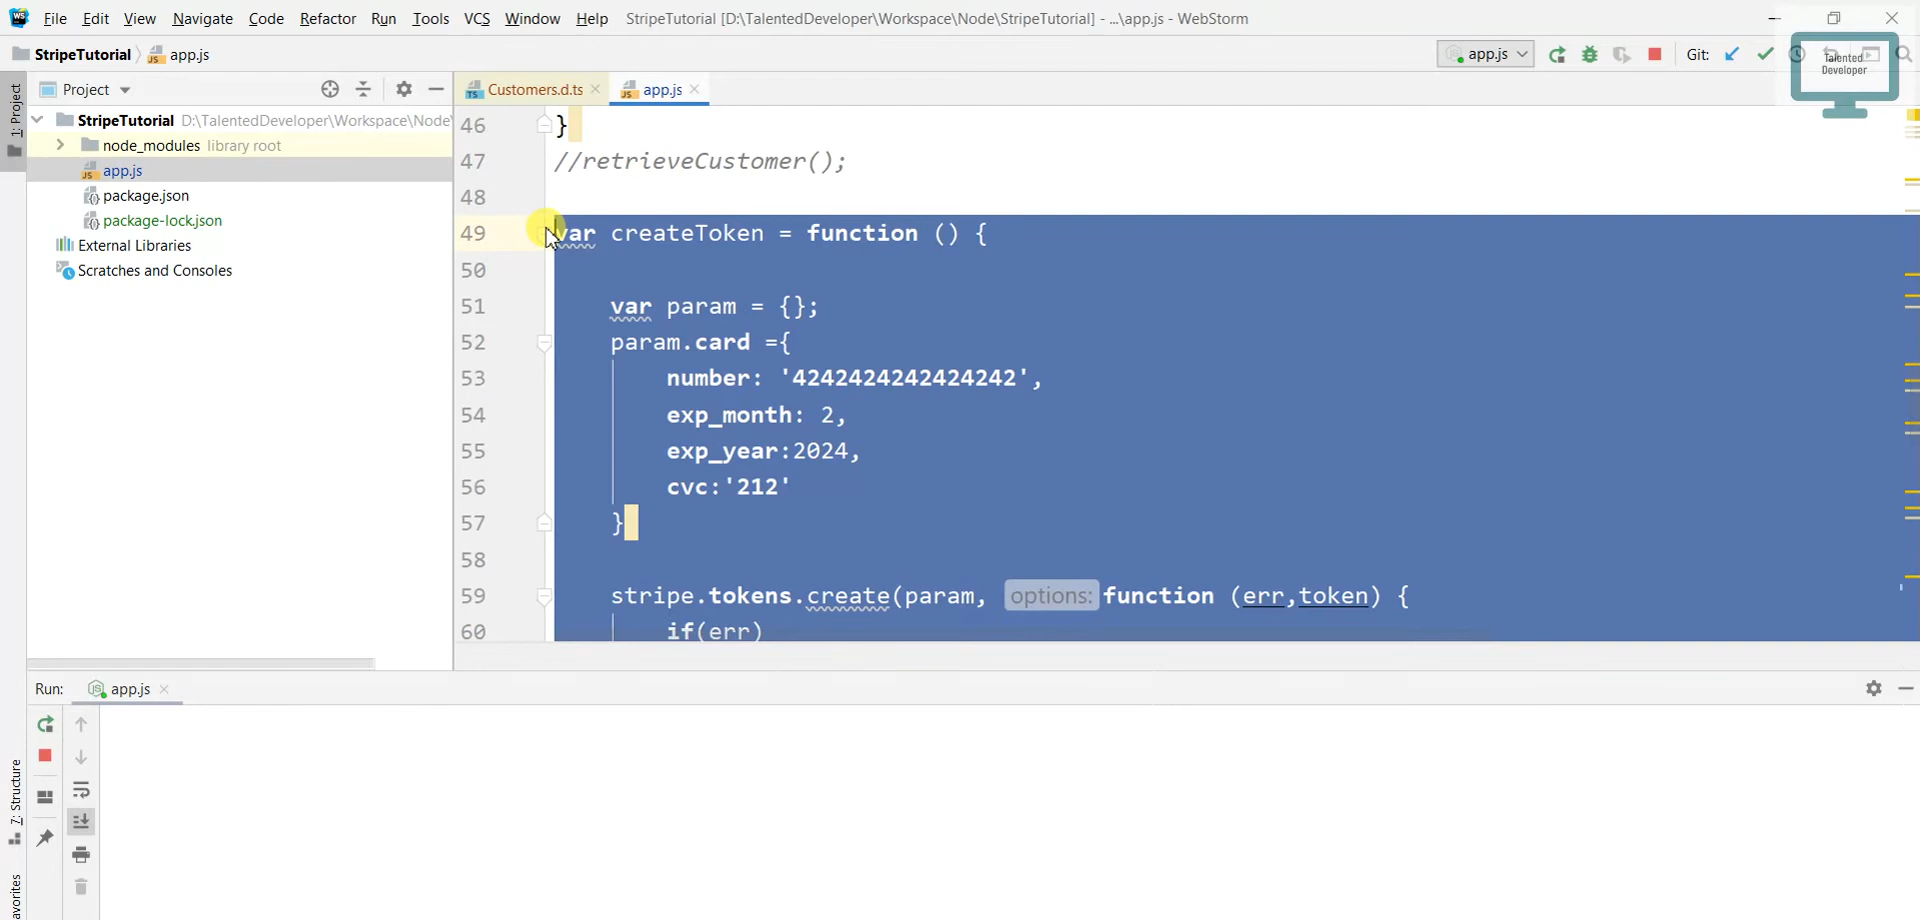 File Edit View Navigate Code Refactor Run Tools VCS Window Help StripeTutorial [D:\TalentedDeveloper\Workspace\Node\StripeTutorial] - ...\app.js - WebStorm
StripeTutorial app.js
app.js
Git:
Talented
Developer
1: Project
Project
StripeTutorial D:\TalentedDeveloper\Workspace\Node\
node_modules library root
app.js
package.json
package-lock.json
External Libraries
Scratches and Consoles
Customers.d.ts
app.js
46 }
47 //retrieveCustomer();
48
49 var createToken = function () {
50
51 var param = {};
52 param.card ={
53 number: '4242424242424242',
54 exp_month: 2,
55 exp_year:2024,
56 cvc:'212'
57 }
58
59 stripe.tokens.create(param, options: function (err,token) {
60 if(err)
Run: app.js
7: Structure